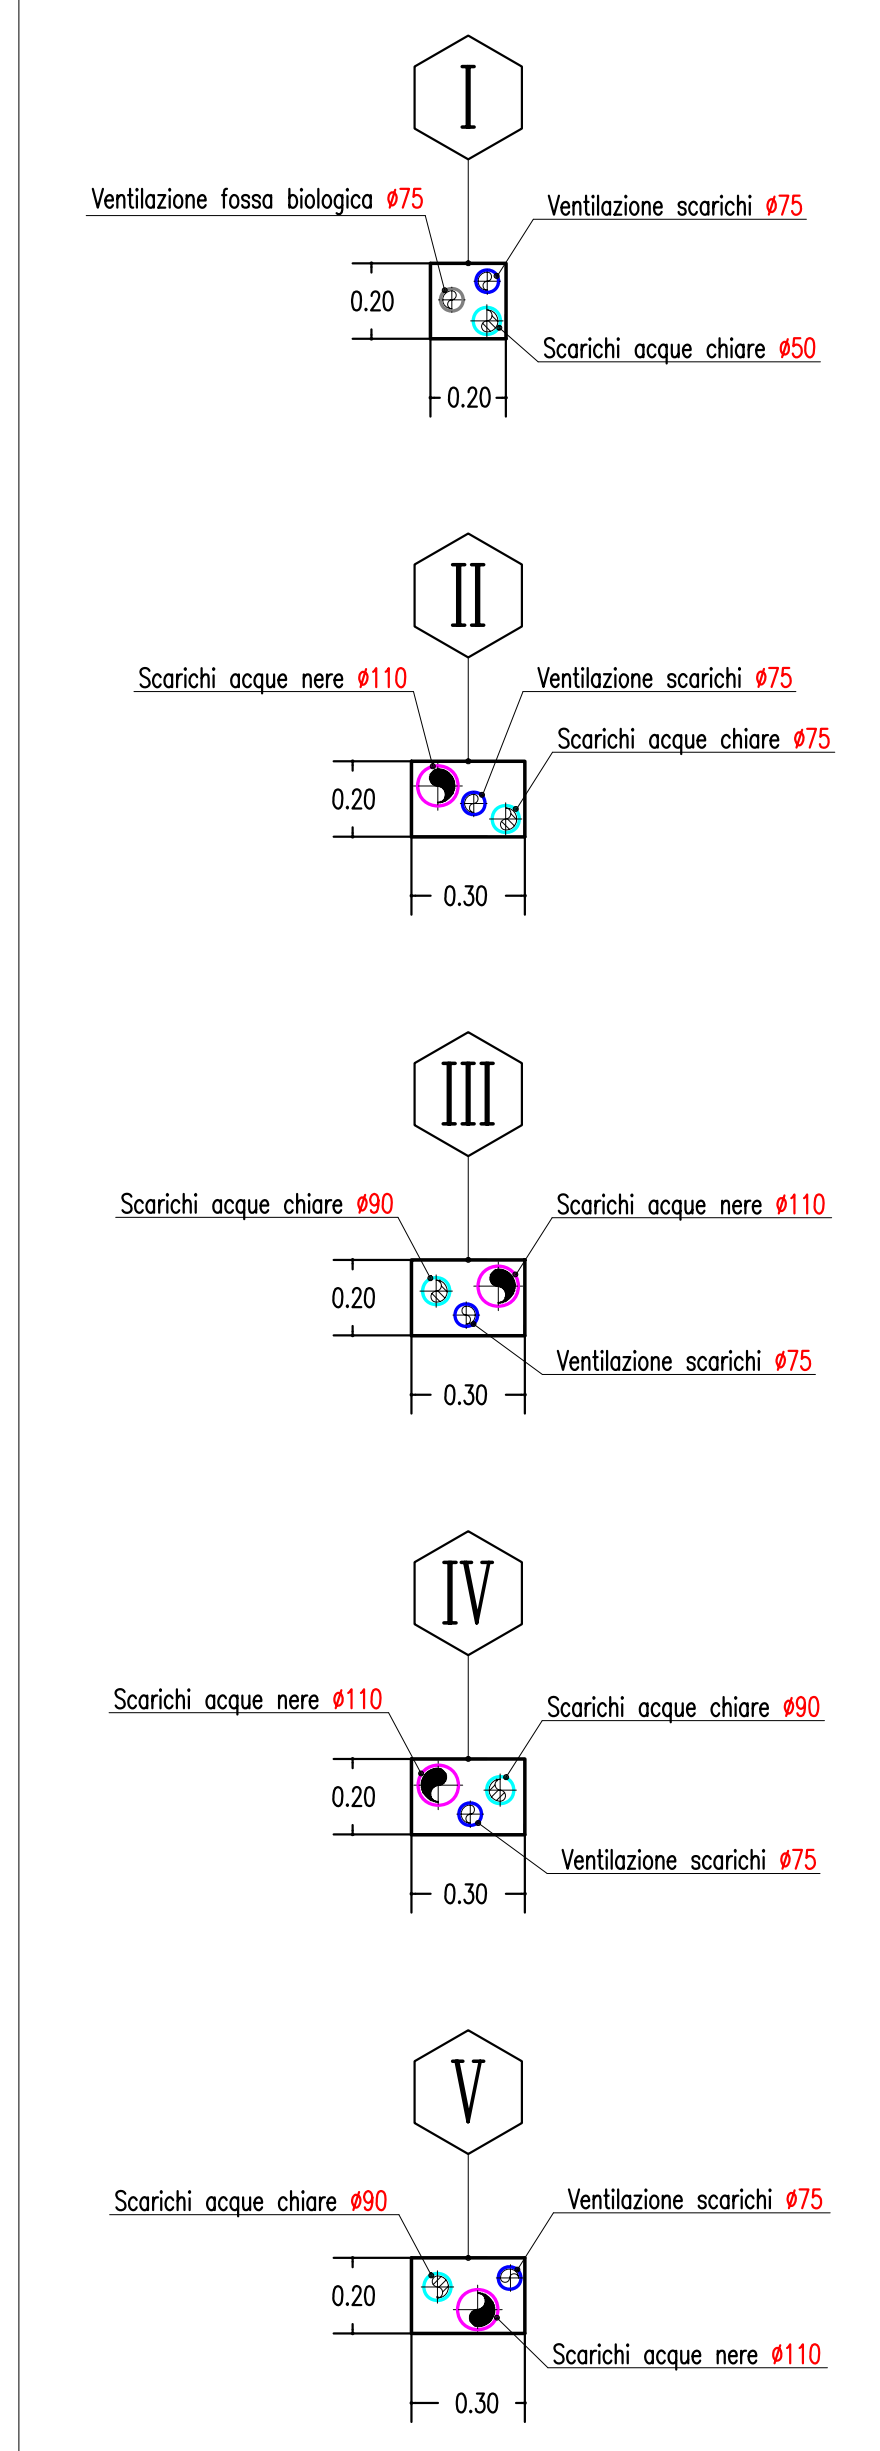 I
Ventilazione fossa biologica ø75
Ventilazione scarichi ø75
0.20
Scarichi acque chiare ø50
0.20
II
Scarichi acque nere ø110
Ventilazione scarichi ø75
Scarichi acque chiare ø75
0.20
0.30
III
Scarichi acque chiare ø90
Scarichi acque nere ø110
0.20
Ventilazione scarichi ø75
0.30
IV
Scarichi acque nere ø110
Scarichi acque chiare ø90
0.20
Ventilazione scarichi ø75
0.30
V
Scarichi acque chiare ø90
Ventilazione scarichi ø75
0.20
Scarichi acque nere ø110
0.30